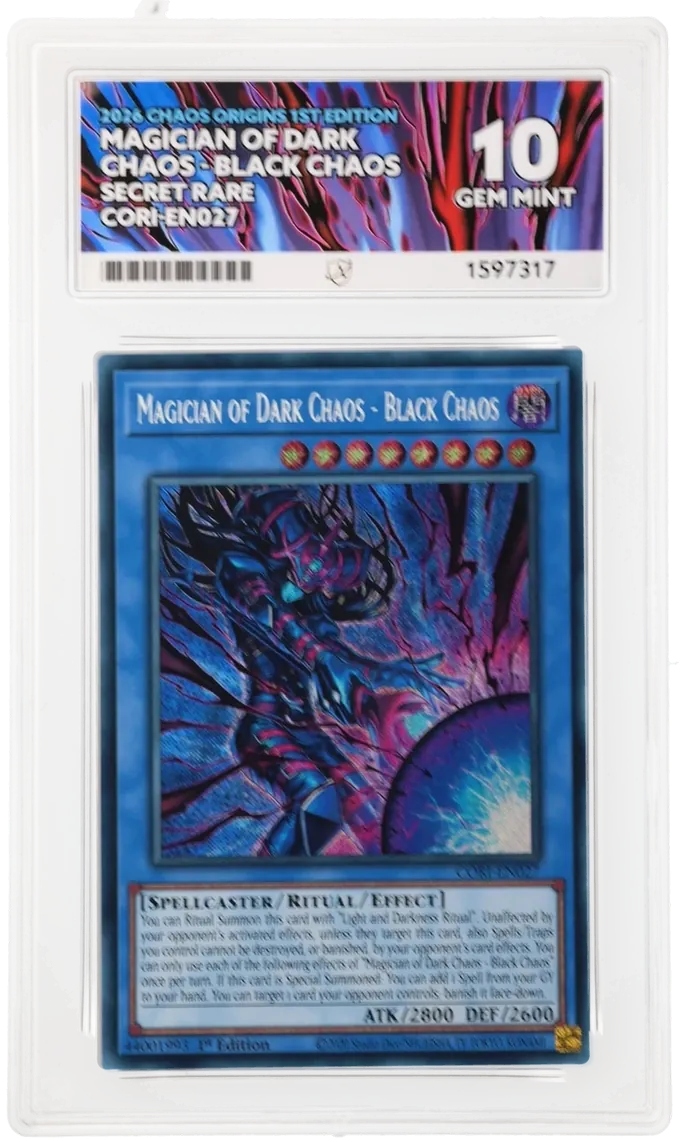 2026 CHAOS ORIGINS 1ST EDITION
MAGICIAN OF DARK
CHAOS - BLACK CHAOS
SECRET RARE
CORI-EN027
10
GEM MINT
1597317
MAGICIAN OF DARK CHAOS - BLACK CHAOS
闇
CORI-EN027
[SPELLCASTER/RITUAL/EFFECT]
You can Ritual Summon this card with "Light and Darkness Ritual". Unaffected by
your opponent's activated effects, unless they target this card, also Spells/Traps
you control cannot be destroyed, or banished, by your opponent's card effects. You
can only use each of the following effects of "Magician of Dark Chaos - Black Chaos"
once per turn. If this card is Special Summoned: You can add 1 Spell from your GY
to your hand. You can target 1 card your opponent controls; banish it face-down.
ATK/2800 DEF/2600
44001993 1st Edition
KONAMI